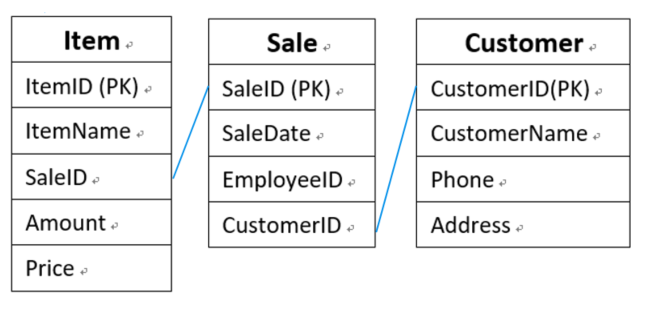 Item
ItemID (PK)
ItemName
SaleID
Amount
Price
Sale
SaleID (PK)
SaleDate
EmployeeID
CustomerID
Customer
CustomerID(PK)
CustomerName
Phone
Address